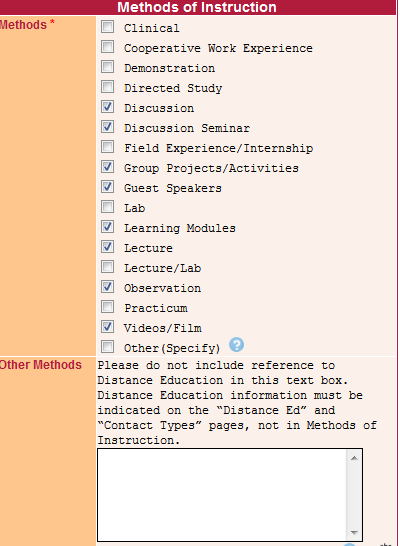 Methods of Instruction
Methods *
Clinical
Cooperative Work Experience
Demonstration
Directed Study
Discussion
Discussion Seminar
Field Experience/Internship
Group Projects/Activities
Guest Speakers
Lab
Learning Modules
Lecture
Lecture/Lab
Observation
Practicum
Videos/Film
Other(Specify) ?
Other Methods
Please do not include reference to
Distance Education in this text box.
Distance Education information must be
indicated on the “Distance Ed” and
“Contact Types” pages, not in Methods of
Instruction.